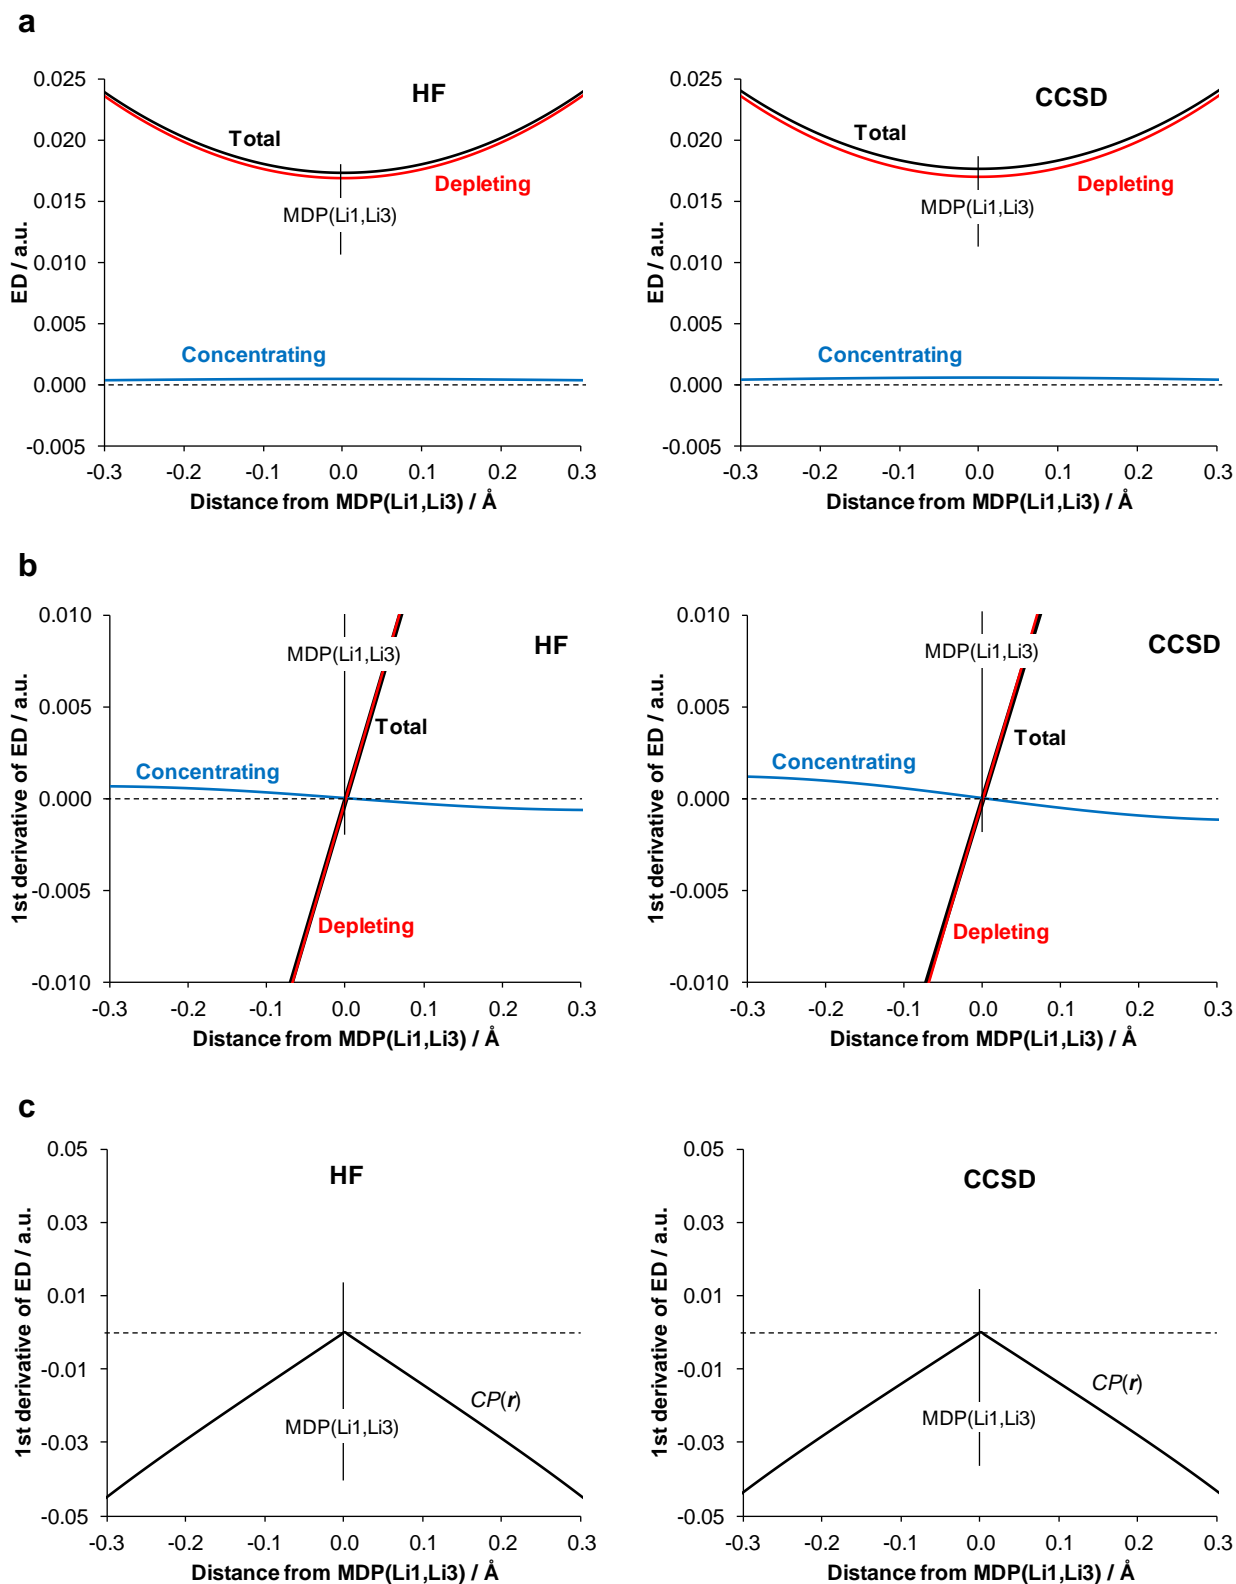 a
HF
Total
Depleting
MDP(Li1,Li3)
Concentrating
ED / a.u.
0.025
0.020
0.015
0.010
0.005
0.000
-0.005
-0.3 -0.2 -0.1 0.0 0.1 0.2 0.3
Distance from MDP(Li1,Li3) / Å
CCSD
Total
Depleting
MDP(Li1,Li3)
Concentrating
ED / a.u.
0.025
0.020
0.015
0.010
0.005
0.000
-0.005
-0.3 -0.2 -0.1 0.0 0.1 0.2 0.3
Distance from MDP(Li1,Li3) / Å
b
HF
MDP(Li1,Li3)
Total
Concentrating
Depleting
1st derivative of ED / a.u.
0.010
0.005
0.000
-0.005
-0.010
-0.3 -0.2 -0.1 0.0 0.1 0.2 0.3
Distance from MDP(Li1,Li3) / Å
CCSD
MDP(Li1,Li3)
Total
Concentrating
Depleting
1st derivative of ED / a.u.
0.010
0.005
0.000
-0.005
-0.010
-0.3 -0.2 -0.1 0.0 0.1 0.2 0.3
Distance from MDP(Li1,Li3) / Å
c
HF
CP(r)
MDP(Li1,Li3)
1st derivative of ED / a.u.
0.05
0.03
0.01
-0.01
-0.03
-0.05
-0.3 -0.2 -0.1 0.0 0.1 0.2 0.3
Distance from MDP(Li1,Li3) / Å
CCSD
CP(r)
MDP(Li1,Li3)
1st derivative of ED / a.u.
0.05
0.03
0.01
-0.01
-0.03
-0.05
-0.3 -0.2 -0.1 0.0 0.1 0.2 0.3
Distance from MDP(Li1,Li3) / Å